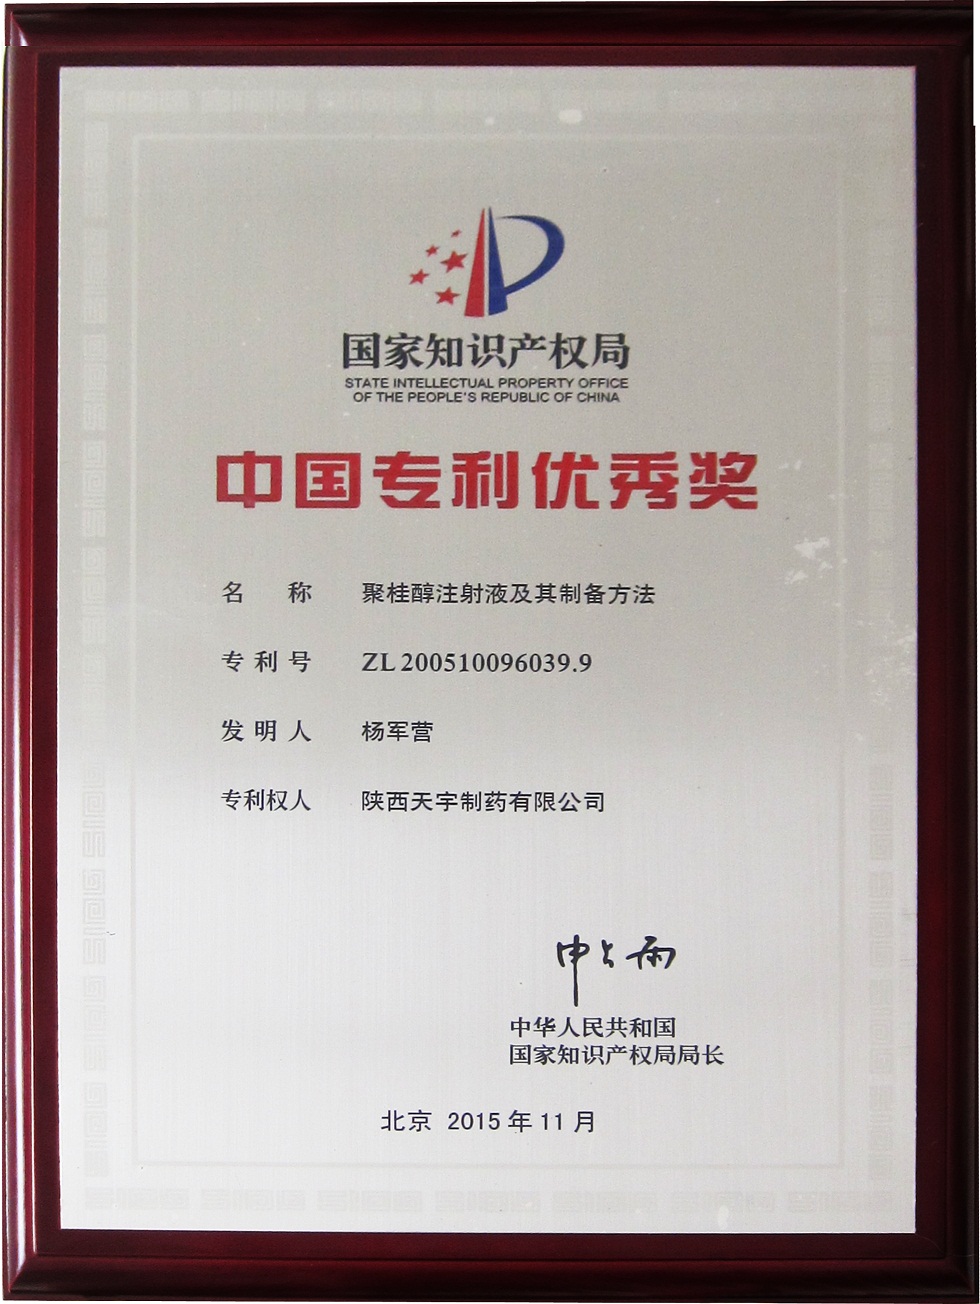 国家知识产权局
STATE INTELLECTUAL PROPERTY OFFICE
OF THE PEOPLE'S REPUBLIC OF CHINA
中国专利优秀奖
名 称 聚桂醇注射液及其制备方法
专利号 ZL 200510096039.9
发明人 杨军营
专利权人 陕西天宇制药有限公司
申长雨
中华人民共和国
国家知识产权局局长
北京 2015年11月